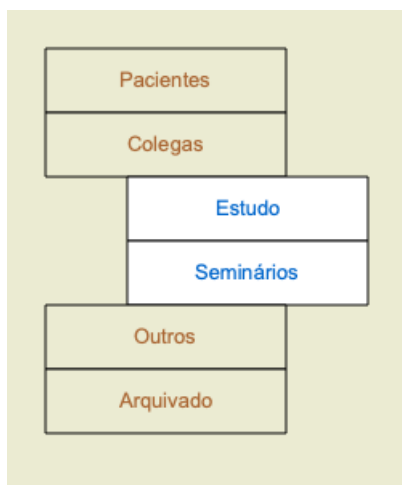 Pacientes
Colegas
Estudo
Seminários
Outros
Arquivado